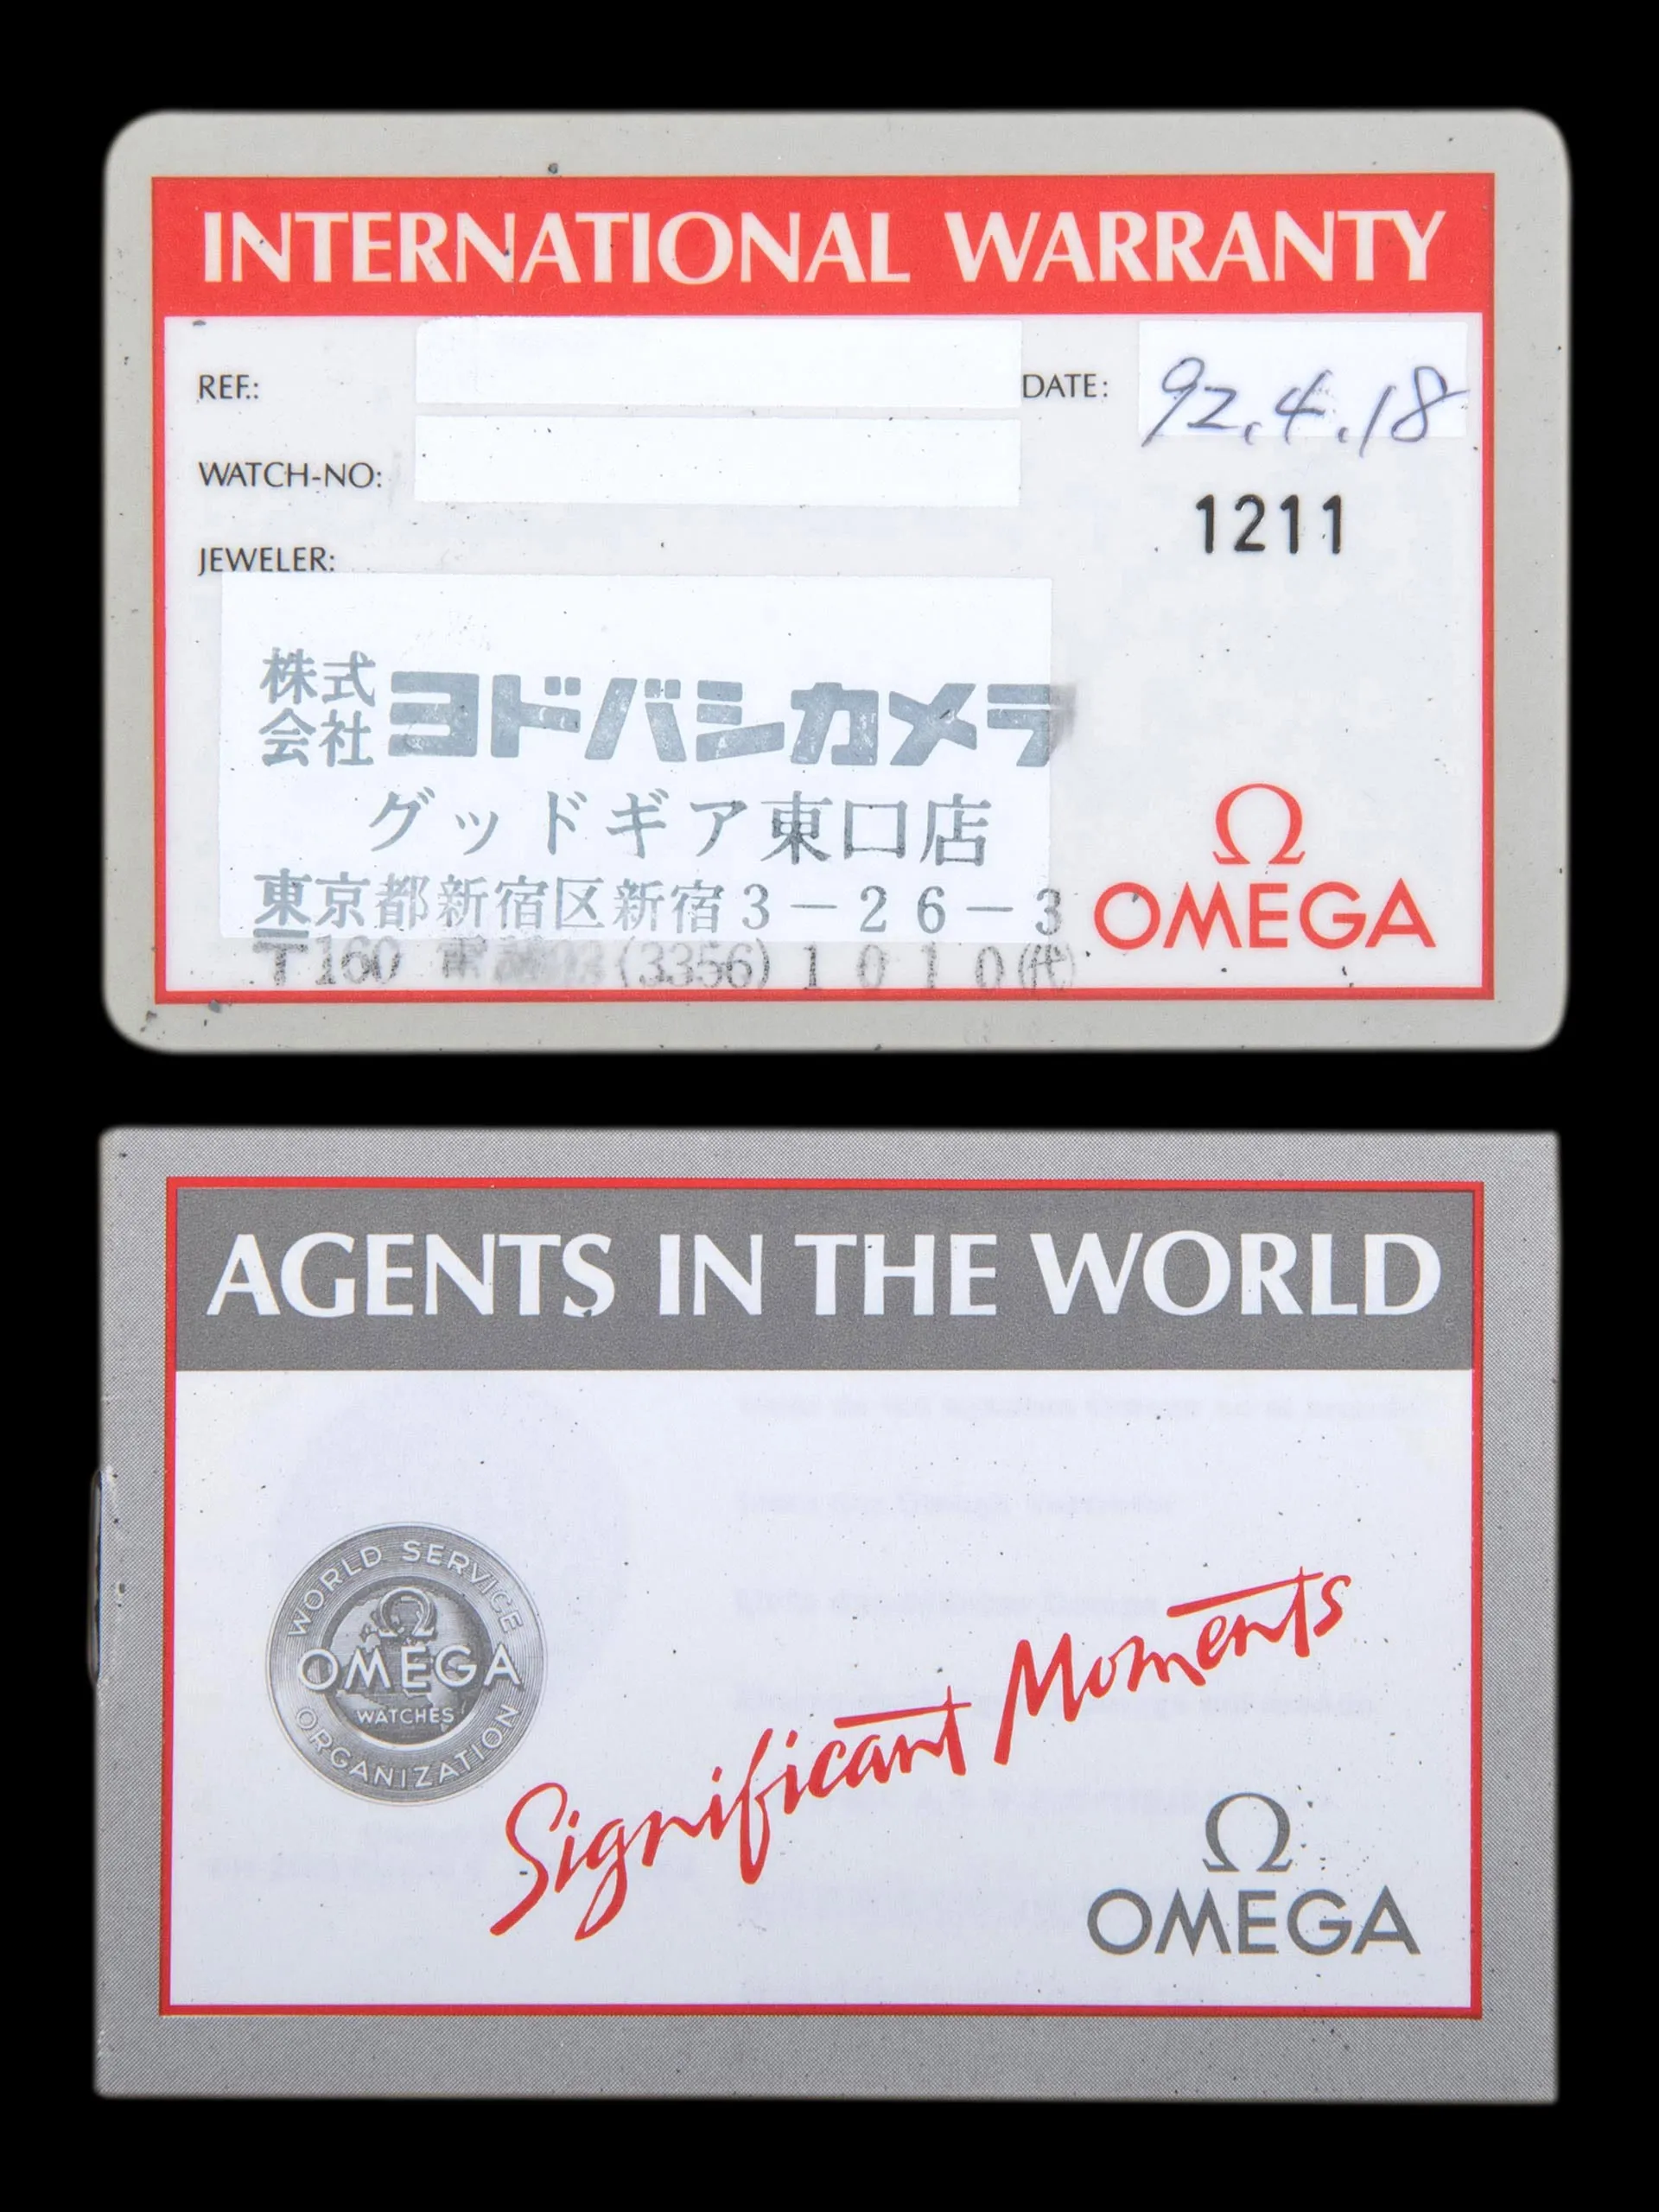 INTERNATIONAL WARRANTY
REF.:
DATE: 92.4.18
WATCH-NO:
1211
JEWELER:
株式会社ヨドバシカメラ
グッドギア東口店
東京都新宿区新宿3-26-3
〒160 (3356)1010(代)
Ω
OMEGA
AGENTS IN THE WORLD
WORLD SERVICE
Ω
OMEGA
WATCHES
ORGANIZATION
Significant Moments
Ω
OMEGA